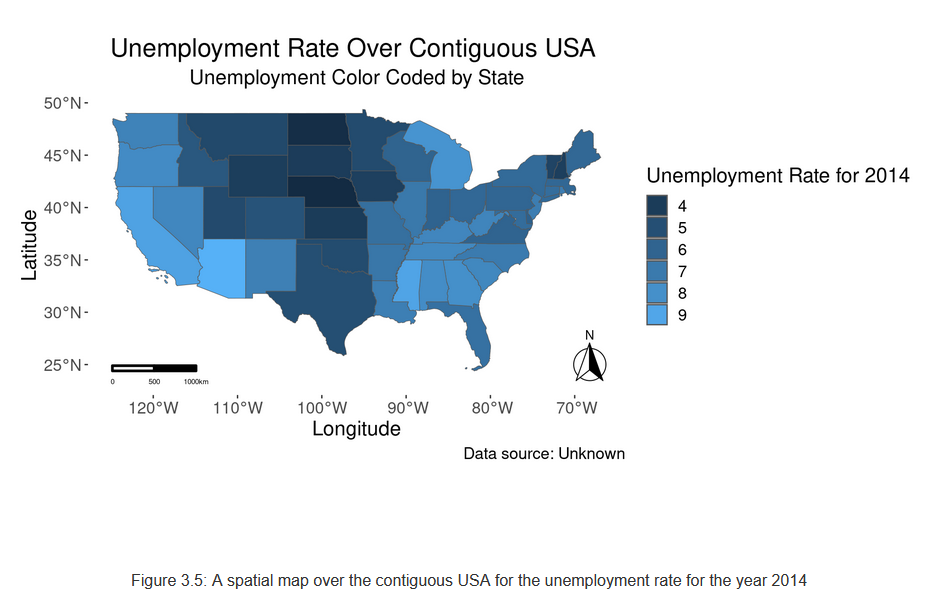 Unemployment Rate Over Contiguous USA
Unemployment Color Coded by State
50°N
45°N
40°N
35°N
30°N
25°N
Latitude
120°W 110°W 100°W 90°W 80°W 70°W
Longitude
0 500 1000km
N
Unemployment Rate for 2014
4
5
6
7
8
9
Data source: Unknown
Figure 3.5: A spatial map over the contiguous USA for the unemployment rate for the year 2014